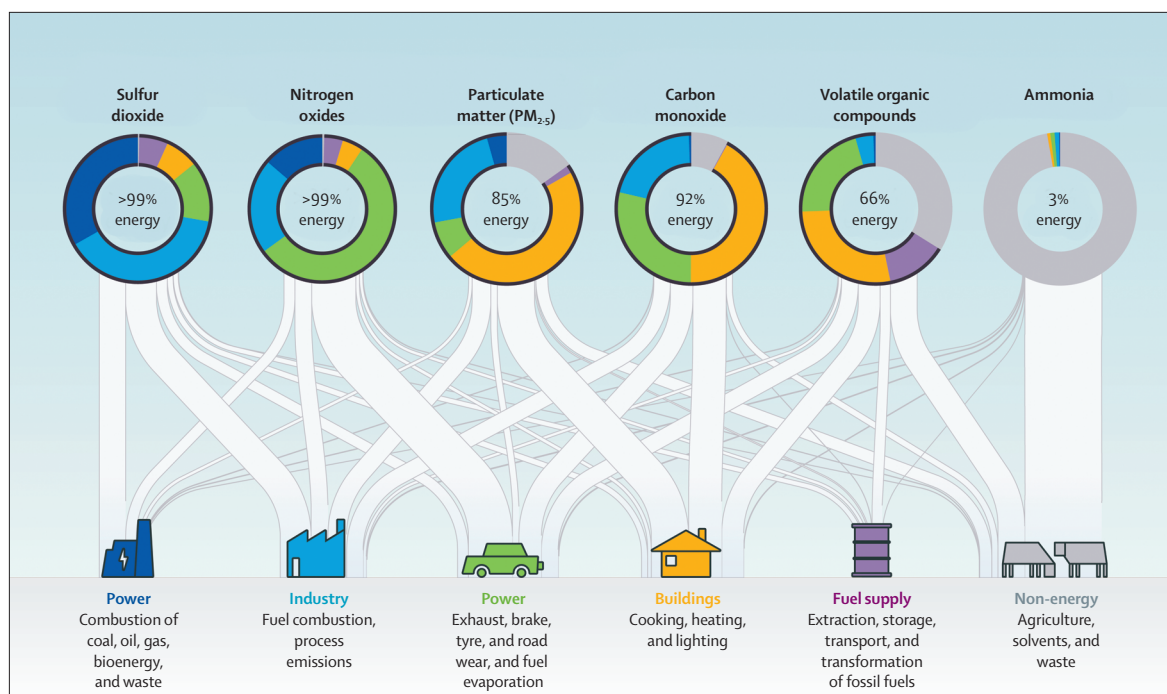 Sulfur
dioxide
Nitrogen
oxides
Particulate
matter (PM2·5)
Carbon
monoxide
Volatile organic
compounds
Ammonia
>99%
energy
>99%
energy
85%
energy
92%
energy
66%
energy
3%
energy
Power
Combustion of
coal, oil, gas,
bioenergy,
and waste
Industry
Fuel combustion,
process
emissions
Power
Exhaust, brake,
tyre, and road
wear, and fuel
evaporation
Buildings
Cooking, heating,
and lighting
Fuel supply
Extraction, storage,
transport, and
transformation
of fossil fuels
Non-energy
Agriculture,
solvents, and
waste